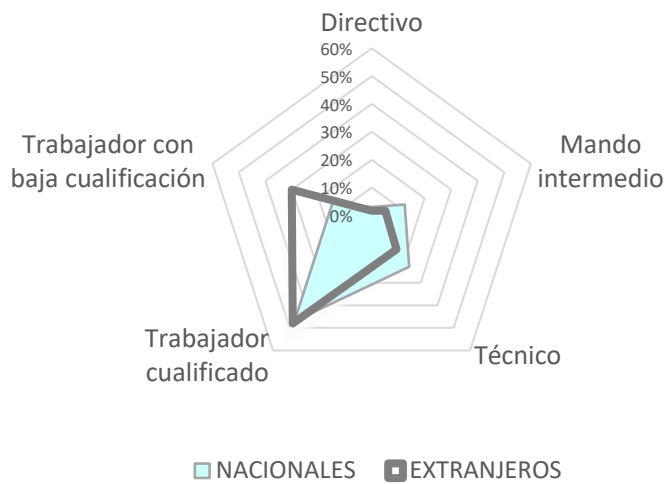 Directivo
60%
50%
40%
30%
20%
10%
0%
Mando
intermedio
Técnico
Trabajador
cualificado
Trabajador con
baja cualificación
NACIONALES
EXTRANJEROS